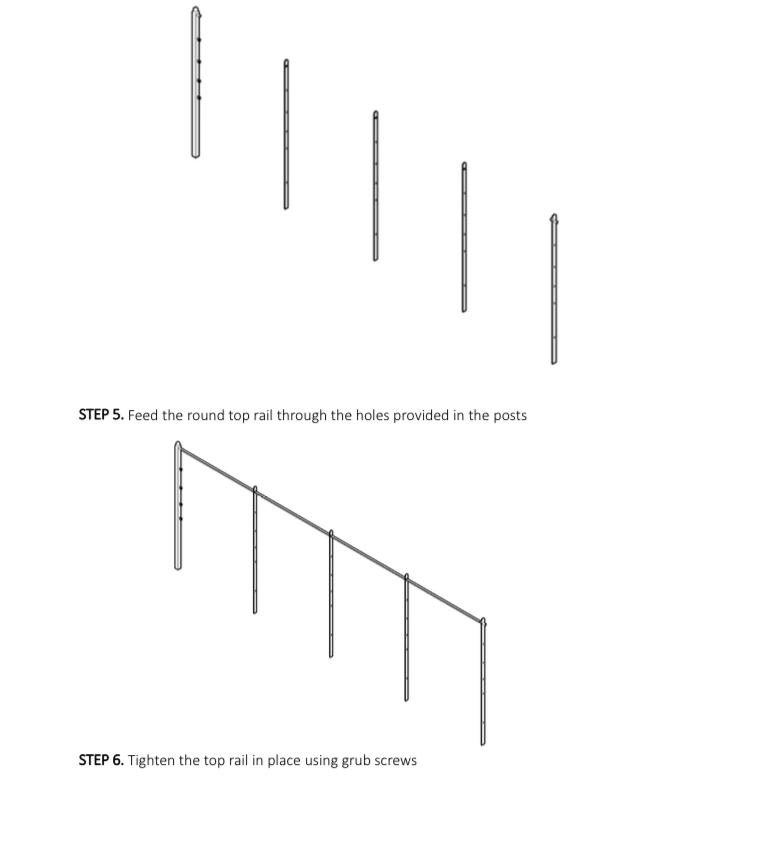 STEP 5. Feed the round top rail through the holes provided in the posts
STEP 6. Tighten the top rail in place using grub screws